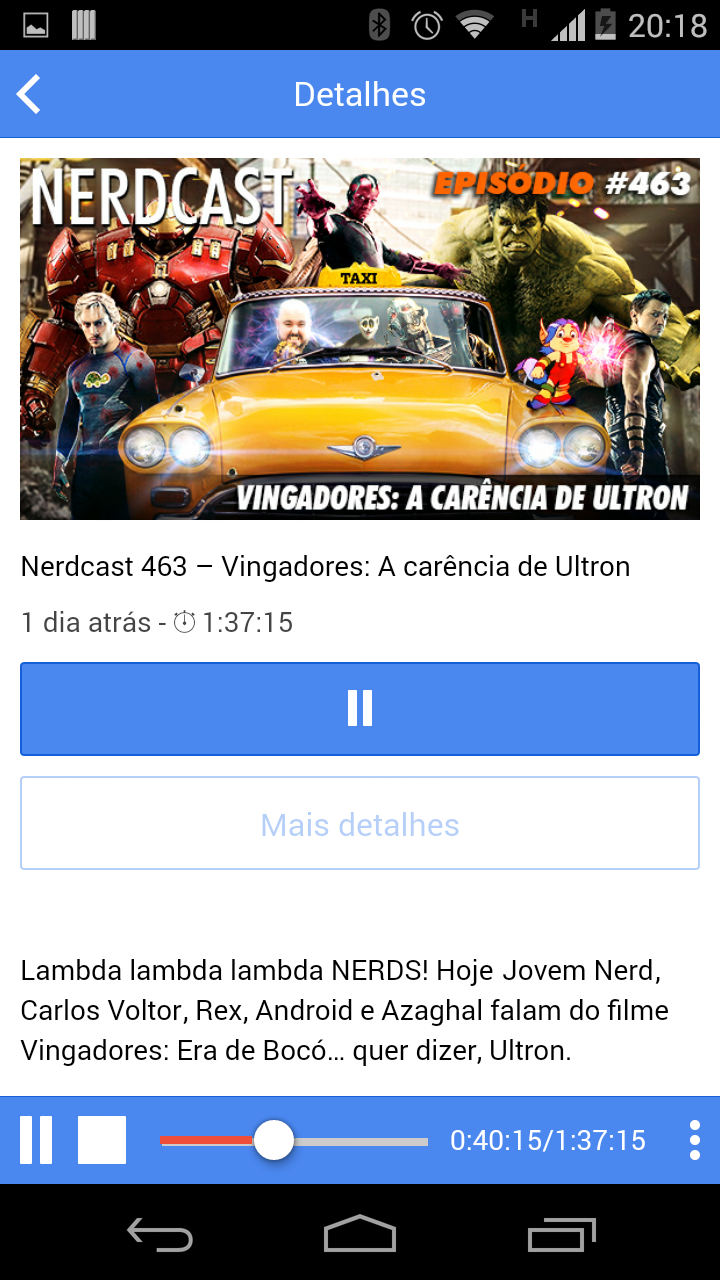 H 20:18
Detalhes
NERDCAST
EPISÓDIO #463
TAXI
VINGADORES: A CARÊNCIA DE ULTRON
Nerdcast 463 – Vingadores: A carência de Ultron
1 dia atrás - 1:37:15
Mais detalhes
Lambda lambda lambda NERDS! Hoje Jovem Nerd,
Carlos Voltor, Rex, Android e Azaghal falam do filme
Vingadores: Era de Bocó... quer dizer, Ultron.
0:40:15/1:37:15